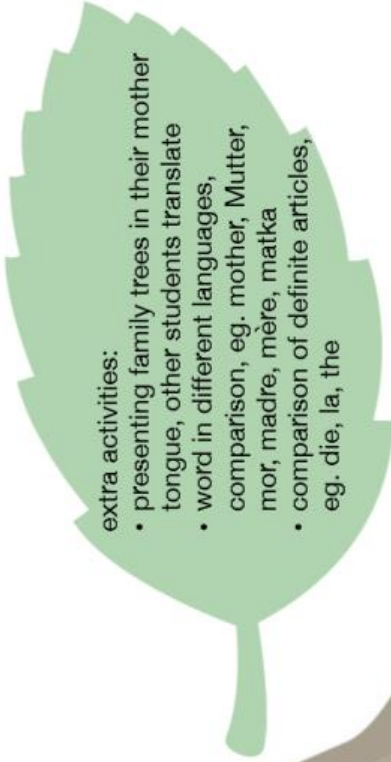 extra activities:
• presenting family trees in their mother
tongue, other students translate
• word in different languages,
comparison, eg. mother, Mutter,
mor, madre, mère, matka
• comparison of definite articles,
eg. die, la, the